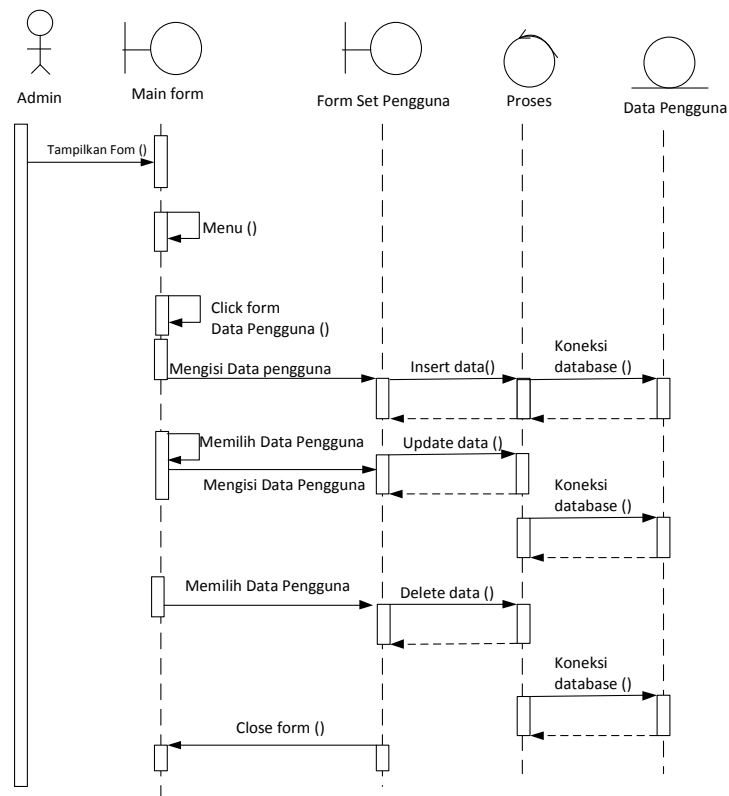 Admin
Main form
Form Set Pengguna
Proses
Data Pengguna
Tampilkan Fom ()
Menu ()
Click form
Data Pengguna ()
Mengisi Data pengguna
Insert data()
Koneksi
database ()
Memilih Data Pengguna
Update data ()
Mengisi Data Pengguna
Koneksi
database ()
Memilih Data Pengguna
Delete data ()
Koneksi
database ()
Close form ()